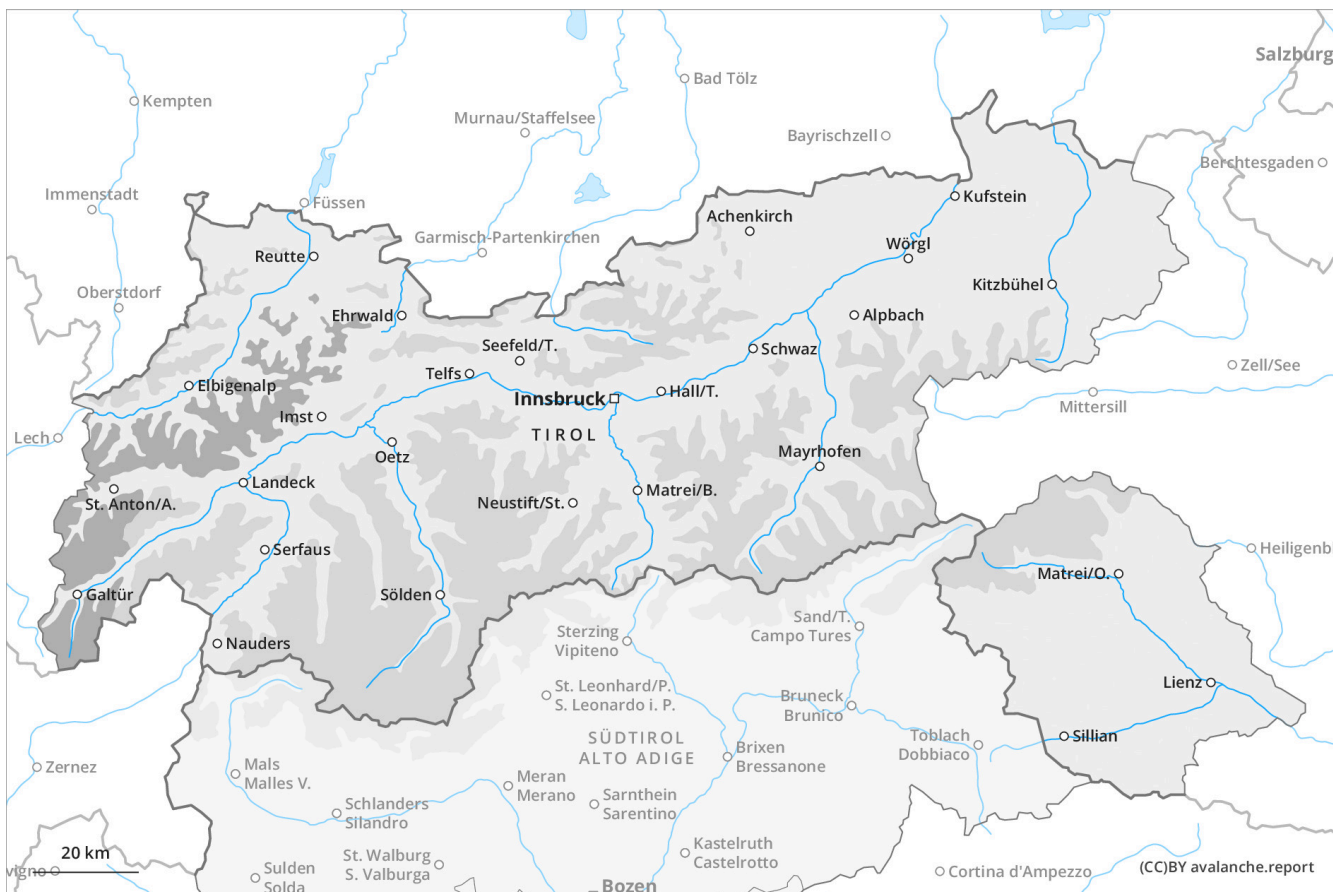 Salzburg
Bad Tölz
Kempten
Murnau/Staffelsee
Bayrischzell
Berchtesgaden
Immenstadt
Füssen
Kufstein
Achenkirch
Garmisch-Partenkirchen
Wörgl
Reutte
Kitzbühel
Oberstdorf
Ehrwald
Alpbach
Seefeld/T.
Schwaz
Telfs
Zell/See
Elbigenalp
Hall/T.
Innsbruck
Mittersill
Imst
Lech
TIROL
Oetz
Mayrhofen
Landeck
Matrei/B.
St. Anton/A.
Neustift/St.
Serfaus
Heiligenb
Matrei/O.
Galtür
Sölden
Sand/T.
Campo Tures
Sterzing
Vipiteno
Nauders
Lienz
St. Leonhard/P.
S. Leonardo i. P.
Bruneck
Brunico
Sillian
Toblach
Dobbiaco
SÜDTIROL
ALTO ADIGE
Brixen
Bressanone
Mals
Malles V.
Zernez
Meran
Merano
Sarnthein
Sarentino
Schlanders
Silandro
Kastelruth
Castelrotto
20 km
St. Walburg
S. Valburga
vigno
Sulden
Solda
Cortina d'Ampezzo
(CC)BY avalanche.report
Bozen